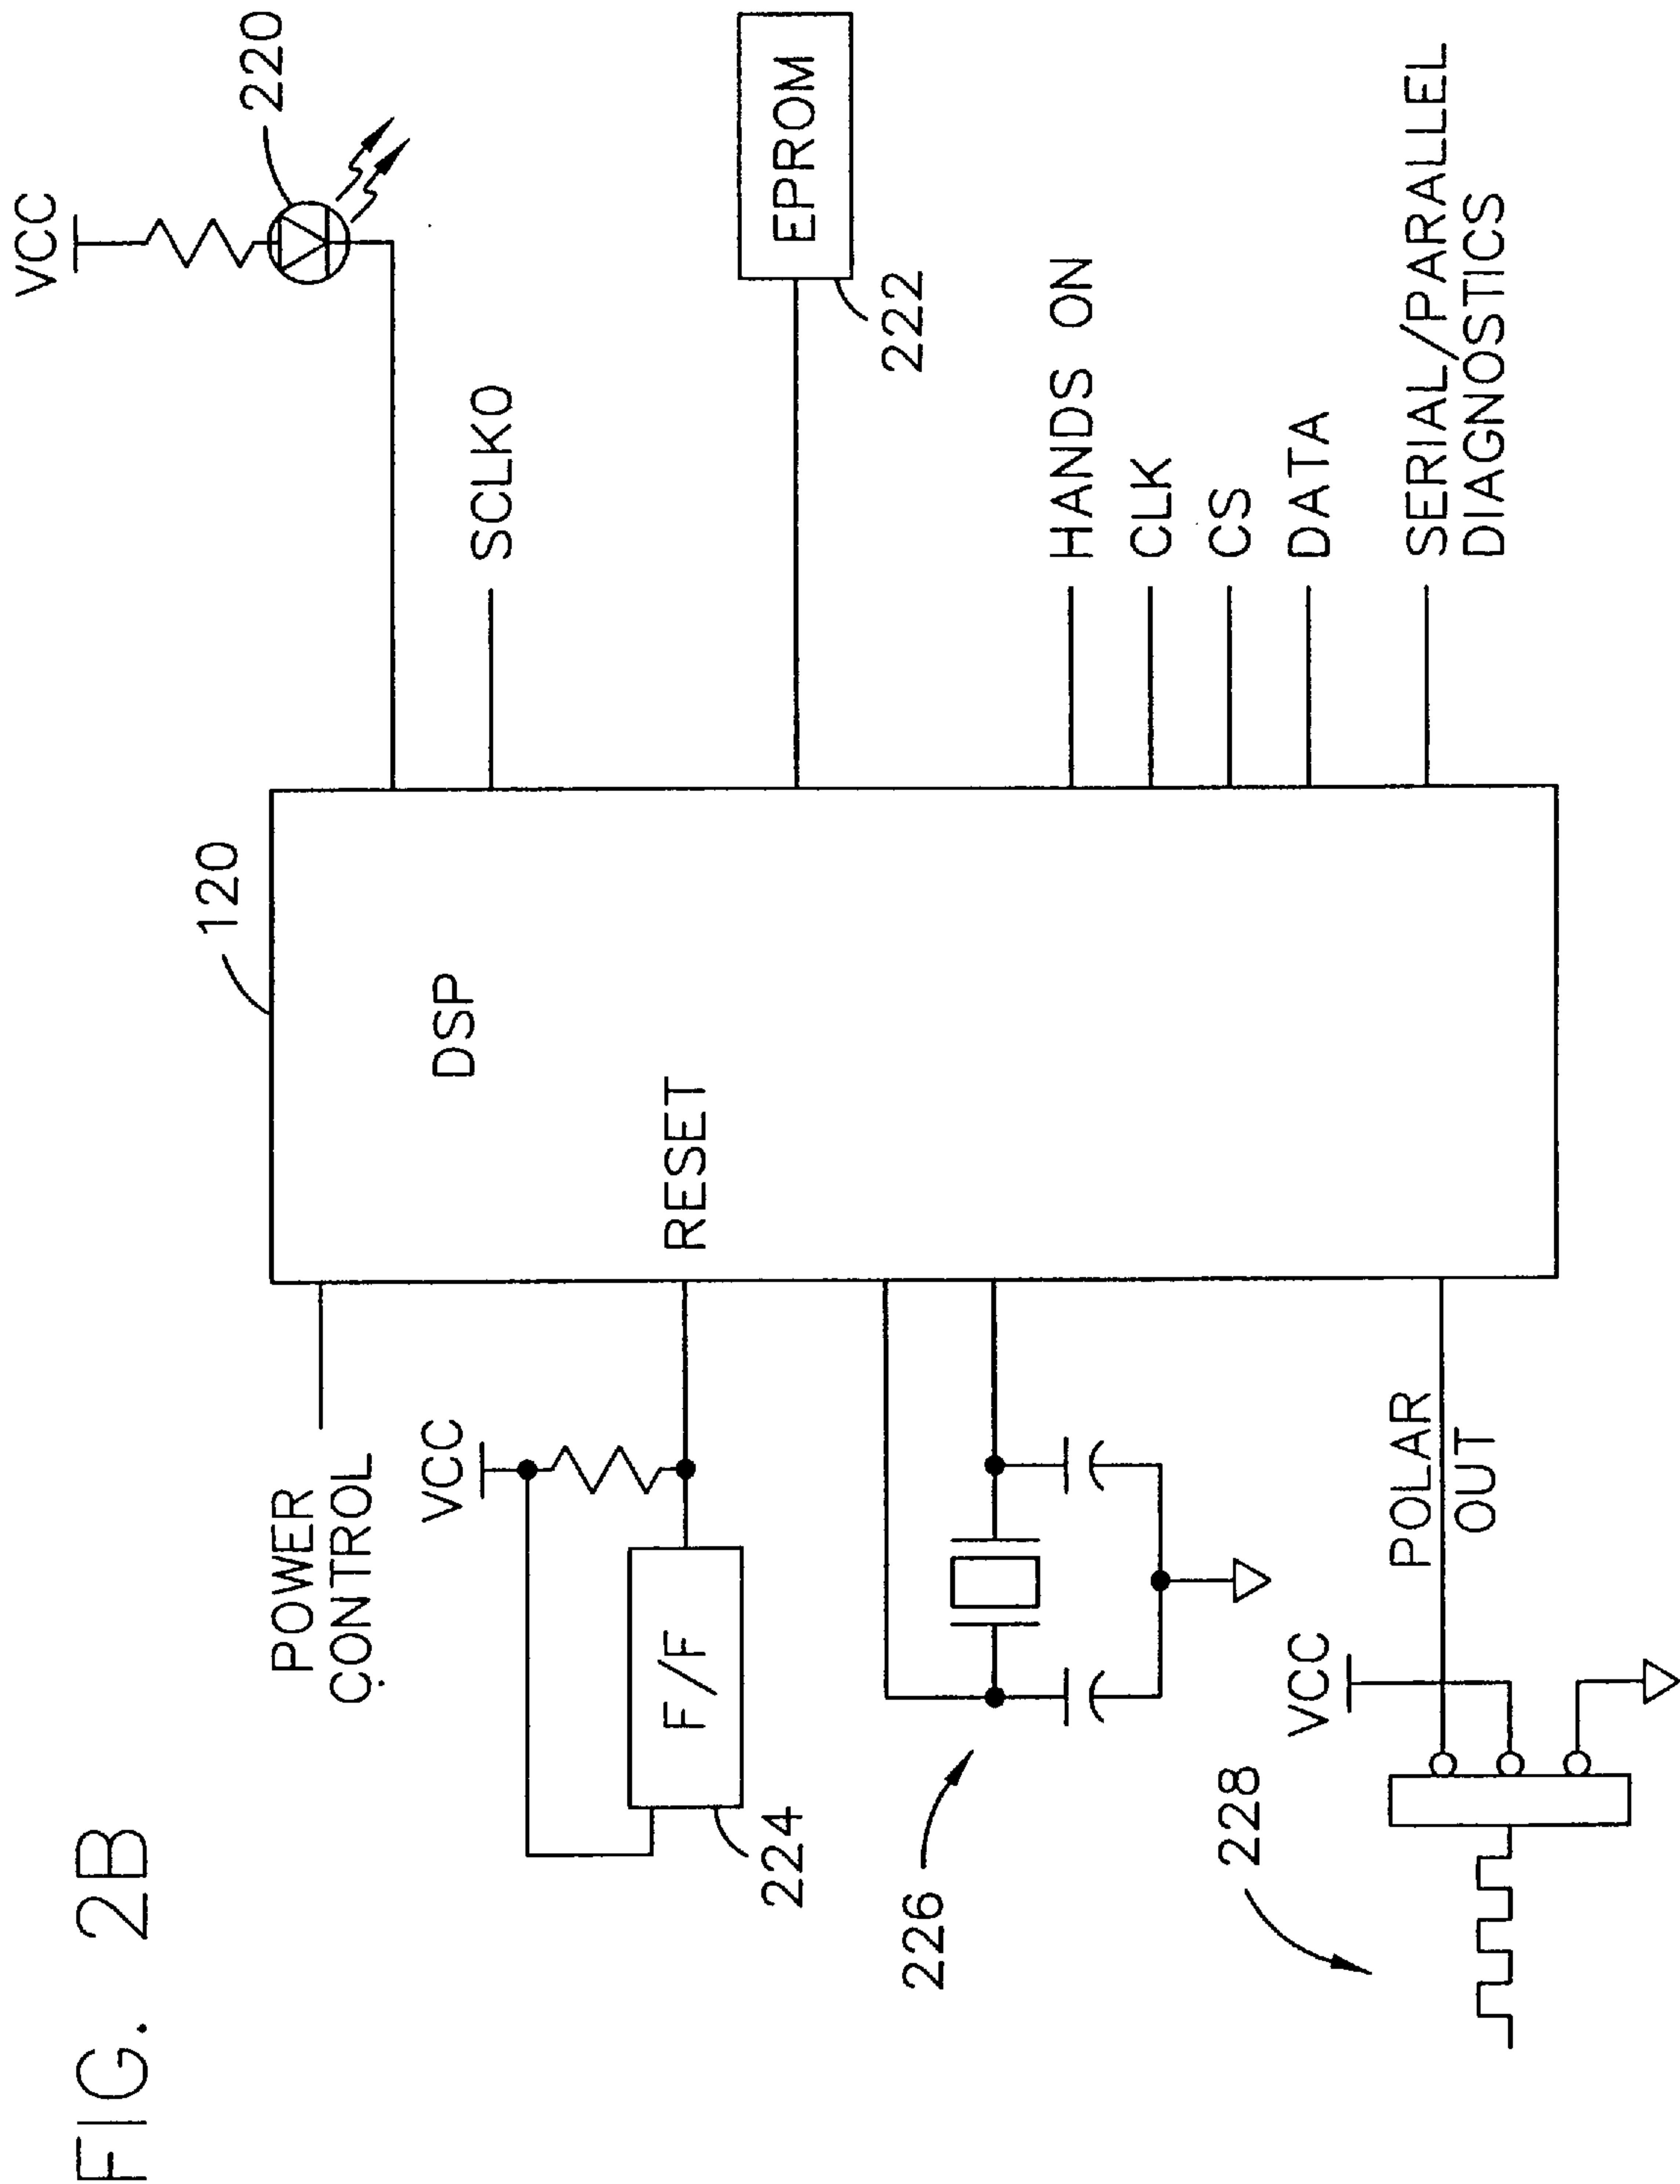 FIG. 2B
POWER
CONTROL
VCC
F/F
224
RESET
226
228
VCC
POLAR
OUT
120
DSP
VCC
220
SCLK0
EPROM
222
HANDS ON
CLK
CS
DATA
SERIAL/PARALLEL
DIAGNOSTICS